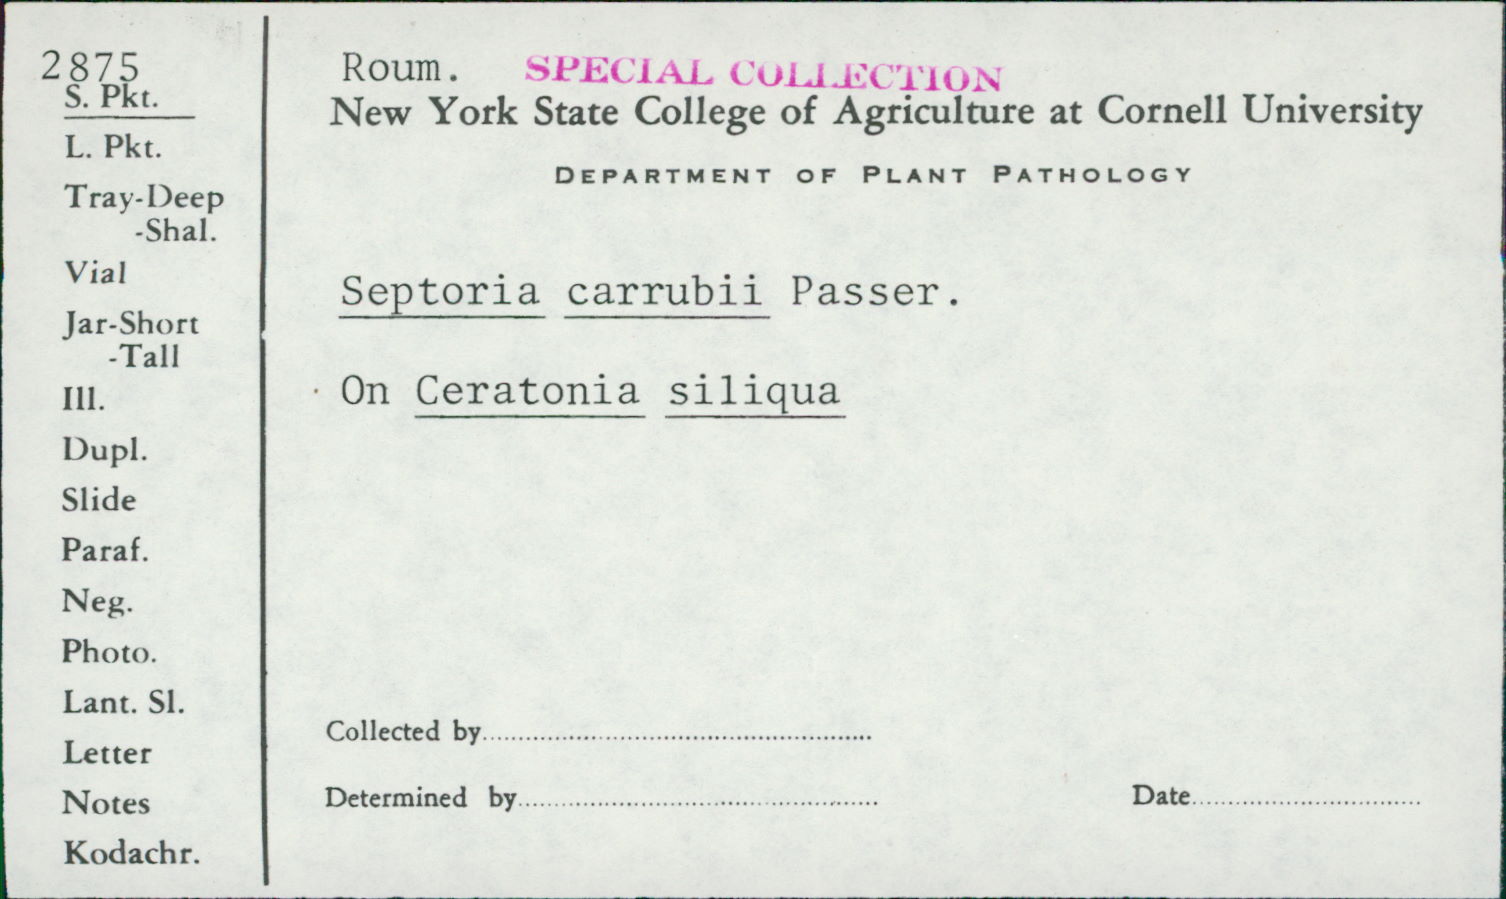 2875
S. Pkt.
L. Pkt.
Tray-Deep
-Shal.
Vial
Jar-Short
-Tall
Ill.
Dupl.
Slide
Paraf.
Neg.
Photo.
Lant. Sl.
Letter
Notes
Kodachr.
Roum. SPECIAL COLLECTION
New York State College of Agriculture at Cornell University
DEPARTMENT OF PLANT PATHOLOGY
Septoria carrubii Passer.
On Ceratonia siliqua
Collected by
Determined by Date